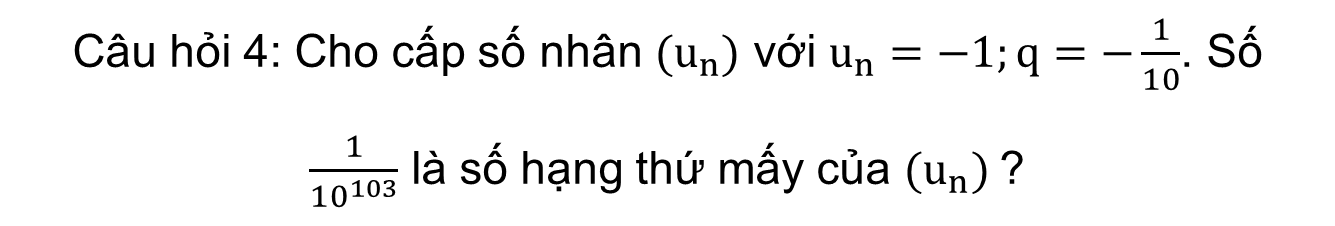 Câu hỏi 4: Cho cấp số nhân (uₙ) với uₙ = −1; q = −1/10. Số
1/10¹⁰³ là số hạng thứ mấy của (uₙ) ?